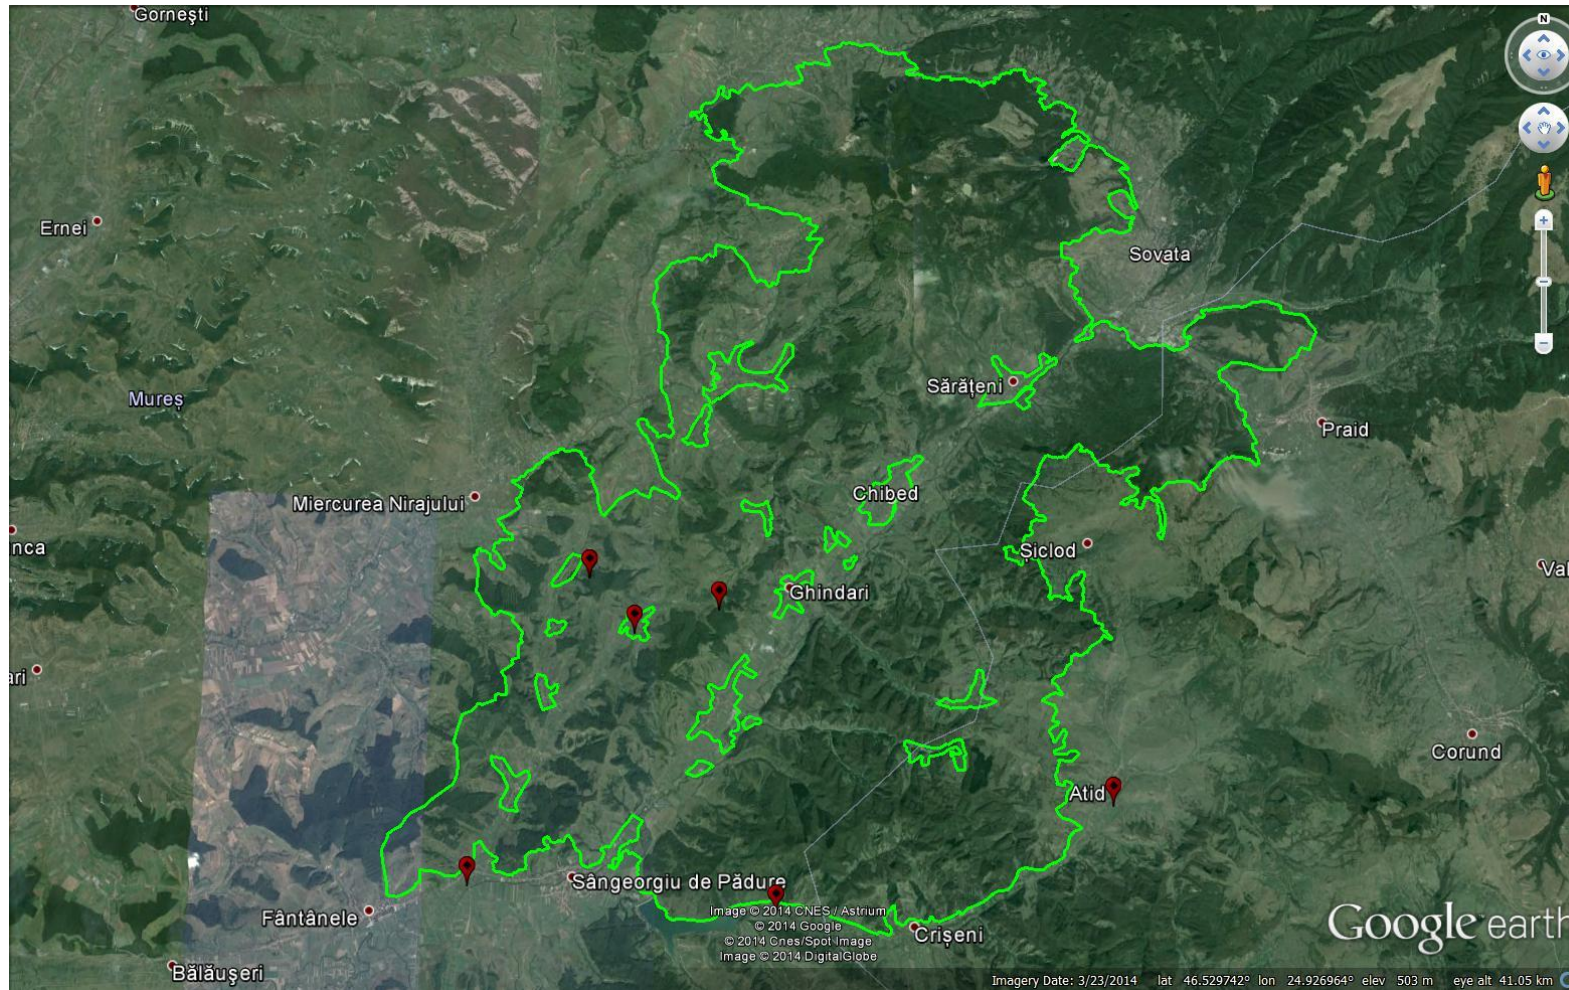 Gorneşti
N
Ernei
Sovata
Mureș
Sărățeni
Praid
Miercurea Nirajului
Chibed
nca
Siclod
Val
Ghindari
ari
Corund
Atid
Sângeorgiu de Pădure
Fântânele
Image © 2014 CNES / Astrium
© 2014 Google
© 2014 Cnes/Spot Image
Image © 2014 DigitalGlobe
Crișeni
Google earth
Bălăuşeri
Imagery Date: 3/23/2014 lat 46.529742° lon 24.926964° elev 503 m eye alt 41.05 km